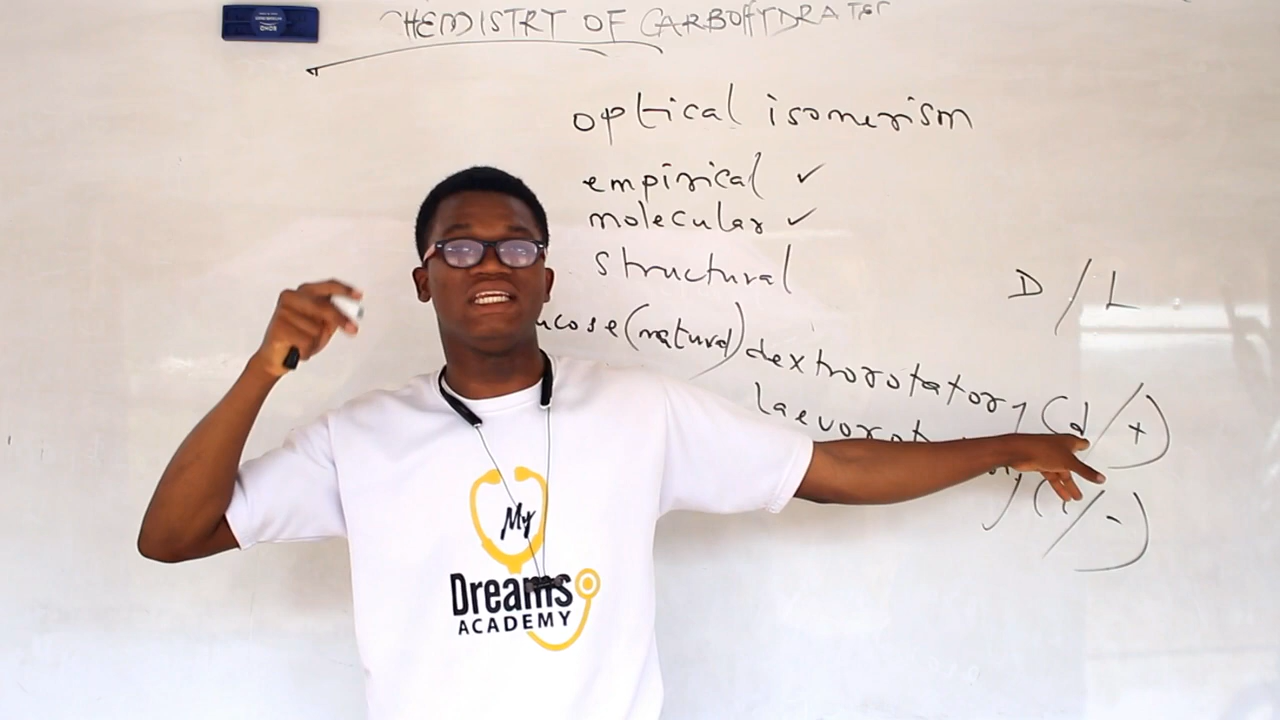 CHEMISTRY OF CARBOHYDRATES
optical isomerism
empirical ✓
molecular ✓
structural
D / L
ucose (natural) dextrorotatory (d / +)
laevorot y (l / -)
My
Dreams
ACADEMY